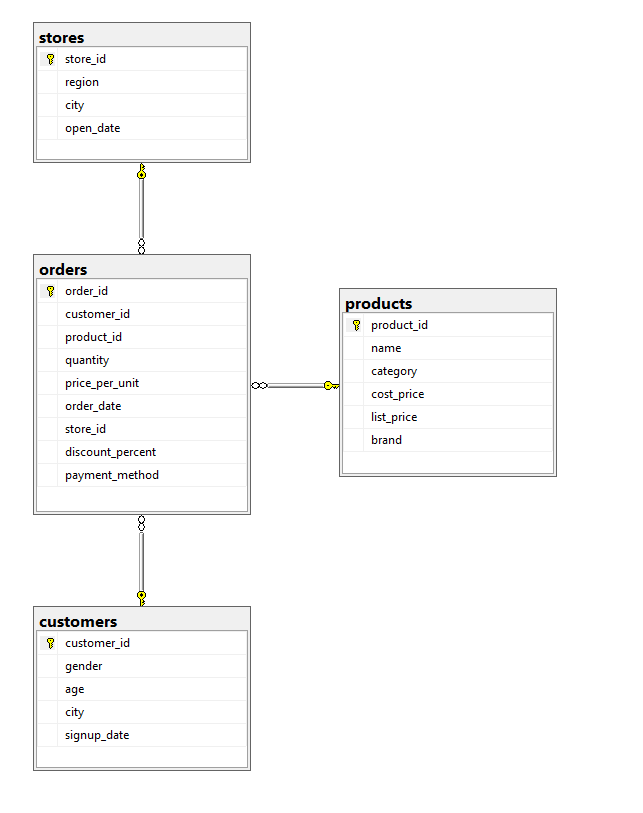 stores
store_id
region
city
open_date
orders
order_id
customer_id
product_id
quantity
price_per_unit
order_date
store_id
discount_percent
payment_method
products
product_id
name
category
cost_price
list_price
brand
customers
customer_id
gender
age
city
signup_date